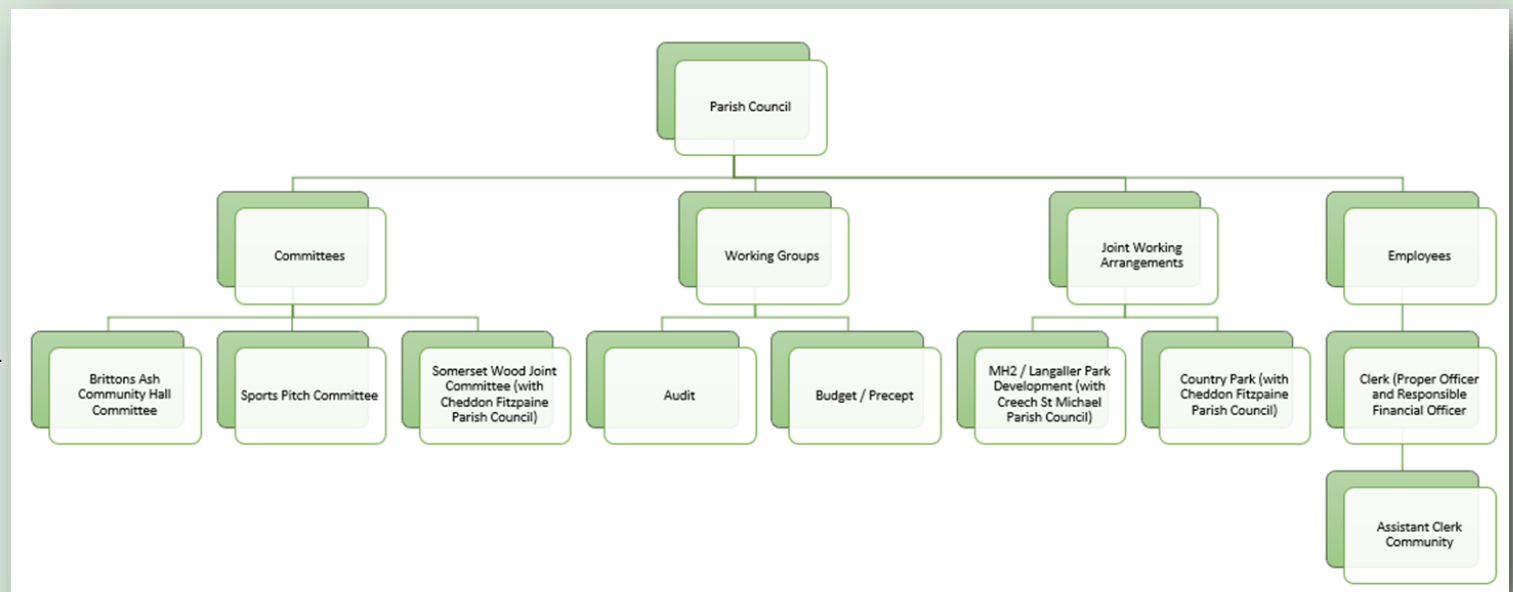 Parish Council
Committees
Working Groups
Joint Working
Arrangements
Employees
Brittons Ash
Community Hall
Committee
Sports Pitch Committee
Somerset Wood Joint
Committee (with
Cheddon Fitzpaine
Parish Council)
Audit
Budget / Precept
MH2 / Langaller Park
Development (with
Creech St Michael
Parish Council)
Country Park (with
Cheddon Fitzpaine
Parish Council)
Clerk (Proper Officer
and Responsible
Financial Officer
Assistant Clerk
Community